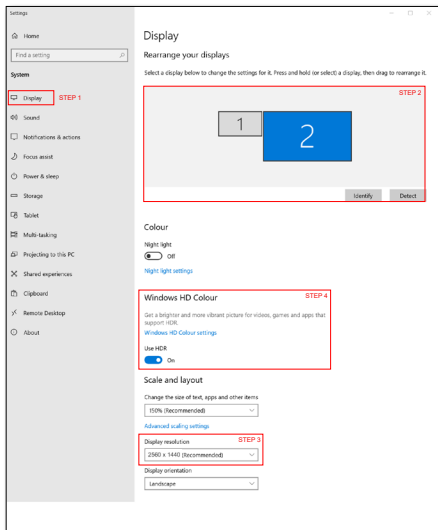 Settings
Home
Find a setting
System
Display STEP 1
Sound
Notifications & actions
Focus assist
Power & sleep
Storage
Tablet
Multi-tasking
Projecting to this PC
Shared experiences
Clipboard
Remote Desktop
About
Display
Rearrange your displays
Select a display below to change the settings for it. Press and hold (or select) a display, then drag to rearrange it.
STEP 2
1
2
Identify Detect
Colour
Night light
Off
Night light settings
Windows HD Colour STEP 4
Get a brighter and more vibrant picture for videos, games and apps that
support HDR.
Windows HD Colour settings
Use HDR
On
Scale and layout
Change the size of text, apps and other items
150% (Recommended)
Advanced scaling settings
Display resolution STEP 3
2560 x 1440 (Recommended)
Display orientation
Landscape